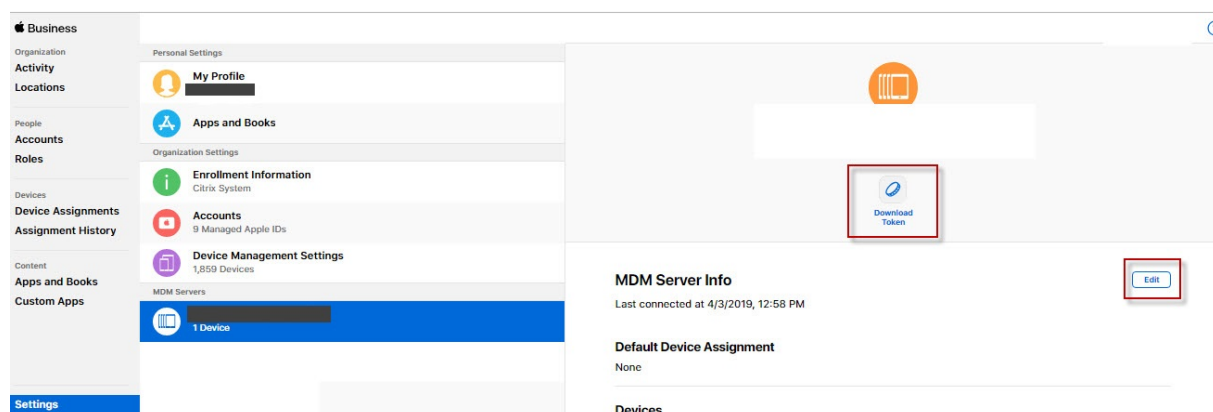 Business
Organization
Activity
Locations
People
Accounts
Roles
Devices
Device Assignments
Assignment History
Content
Apps and Books
Custom Apps
Settings
Personal Settings
My Profile
Apps and Books
Organization Settings
Enrollment Information
Citrix System
Accounts
9 Managed Apple IDs
Device Management Settings
1,859 Devices
MDM Servers
1 Device
Download
Token
MDM Server Info
Edit
Last connected at 4/3/2019, 12:58 PM
Default Device Assignment
None
Devices